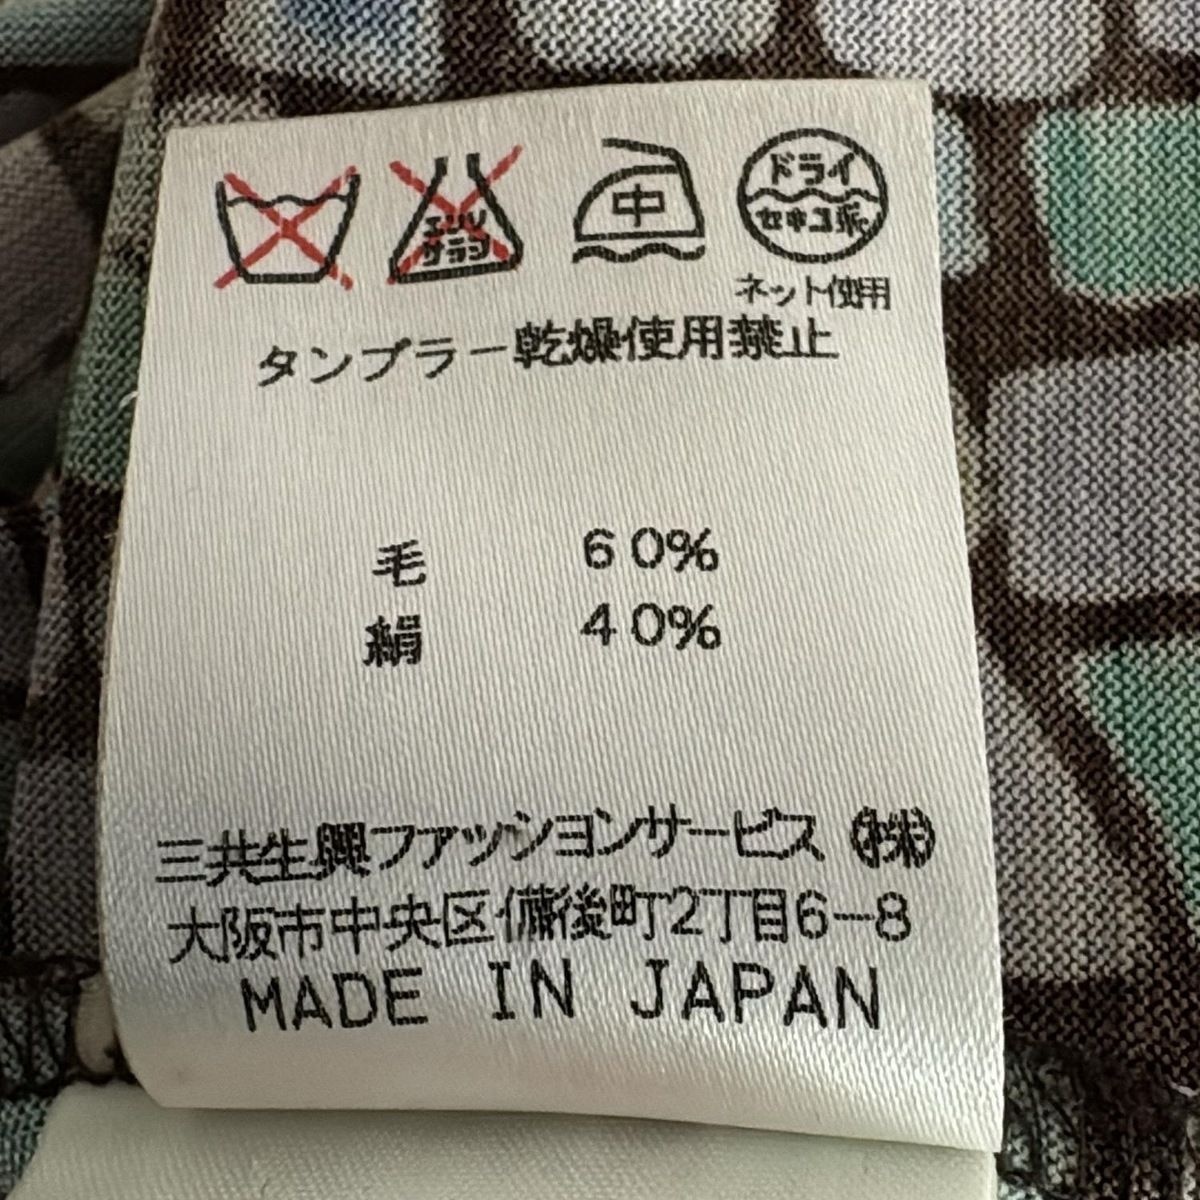 エンソ サラシ 中 ドライ
セキユ系
ネット使用
タンブラー乾燥使用禁止
毛 60%
絹 40%
三共生興ファッションサービス㈱
大阪市中央区備後町2丁目6-8
MADE IN JAPAN